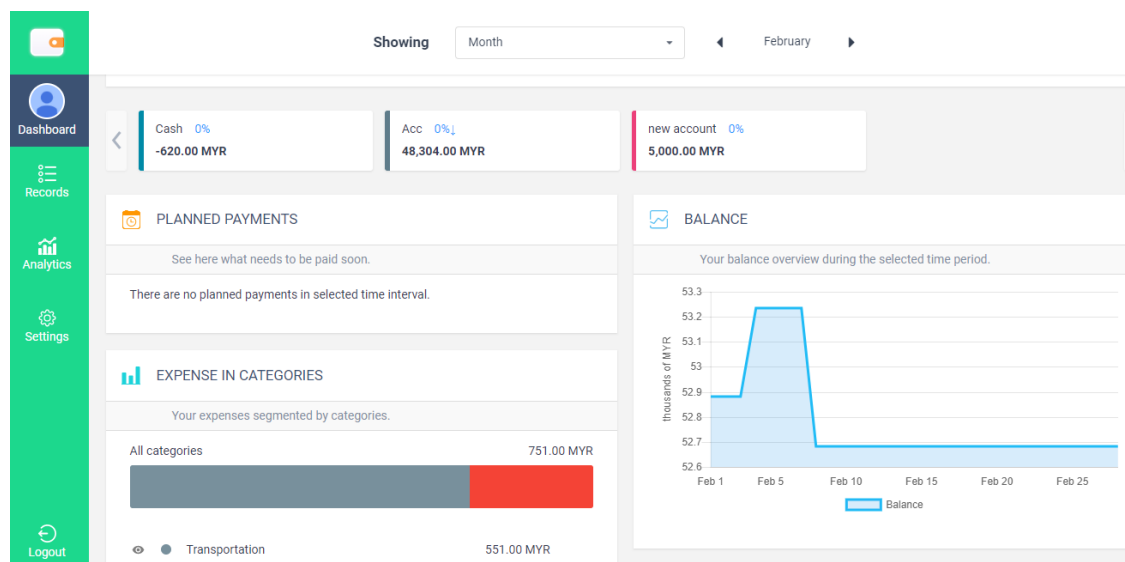 Showing Month February
Dashboard
Records
Analytics
Settings
Logout
Cash 0%
-620.00 MYR
Acc 0%↓
48,304.00 MYR
new account 0%
5,000.00 MYR
PLANNED PAYMENTS
See here what needs to be paid soon.
There are no planned payments in selected time interval.
EXPENSE IN CATEGORIES
Your expenses segmented by categories.
All categories 751.00 MYR
Transportation 551.00 MYR
BALANCE
Your balance overview during the selected time period.
thousands of MYR
53.3
53.2
53.1
53
52.9
52.8
52.7
52.6
Feb 1 Feb 5 Feb 10 Feb 15 Feb 20 Feb 25
Balance